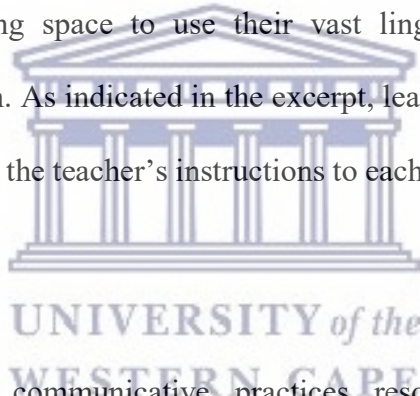 ng space to use their vast ling
. As indicated in the excerpt, lea
the teacher's instructions to each
UNIVERSITY of the
WESTERN CAPE
communicative practices reso